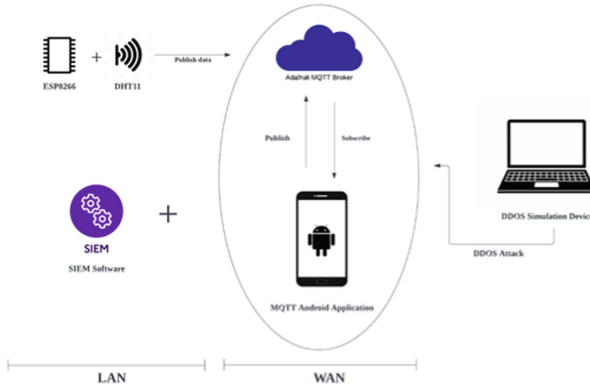 ESP8266
+
DHT11
Publish data
Adafruit MQTT Broker
Publish
Subscribe
DDOS Simulation Device
DDOS Attack
SIEM
+
SIEM Software
MQTT Android Application
LAN
WAN